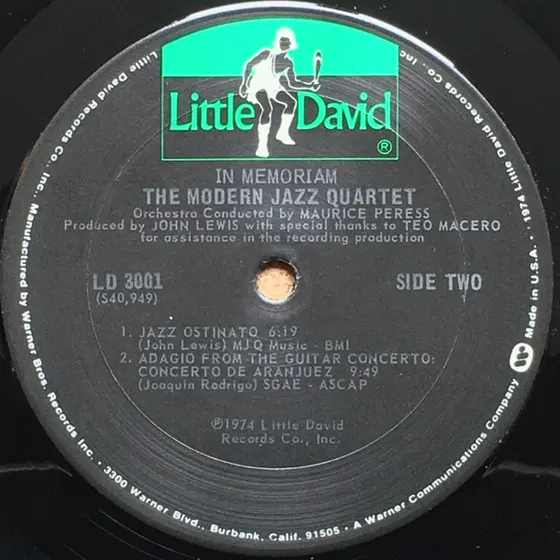 Little David ®
IN MEMORIAM
THE MODERN JAZZ QUARTET
Orchestra Conducted by MAURICE PERESS
Produced by JOHN LEWIS with special thanks to TEO MACERO
for assistance in the recording production
LD 3001
(S40,949)
SIDE TWO
1. JAZZ OSTINATO 6:19
(John Lewis) MJQ Music - BMI
2. ADAGIO FROM THE GUITAR CONCERTO:
CONCERTO DE ARANJUEZ 9:49
(Joaquin Rodrigo) SGAE - ASCAP
℗1974 Little David
Records Co., Inc.
Little David Records Co. Inc. Manufactured by Warner Bros. Records Inc. • 3300 Warner Blvd., Burbank, Calif. 91505 • A Warner Communications Company W Made in U.S.A. • 1974 Little David Records Co., Inc.